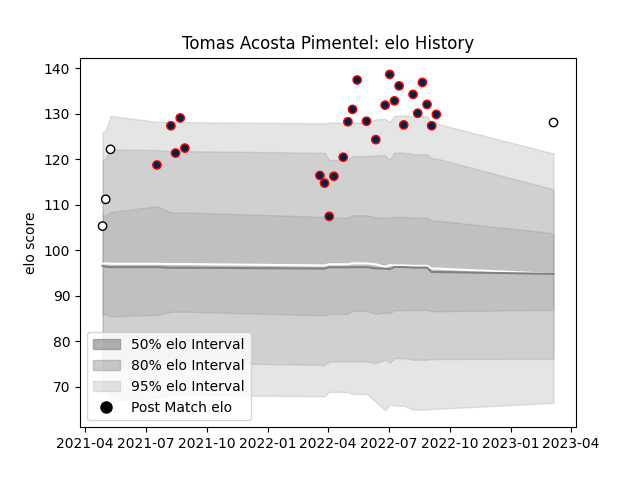 Tomas Acosta Pimentel: elo History
elo score
140
130
120
110
100
90
80
70
50% elo Interval
80% elo Interval
95% elo Interval
Post Match elo
2021-04 2021-07 2021-10 2022-01 2022-04 2022-07 2022-10 2023-01 2023-04